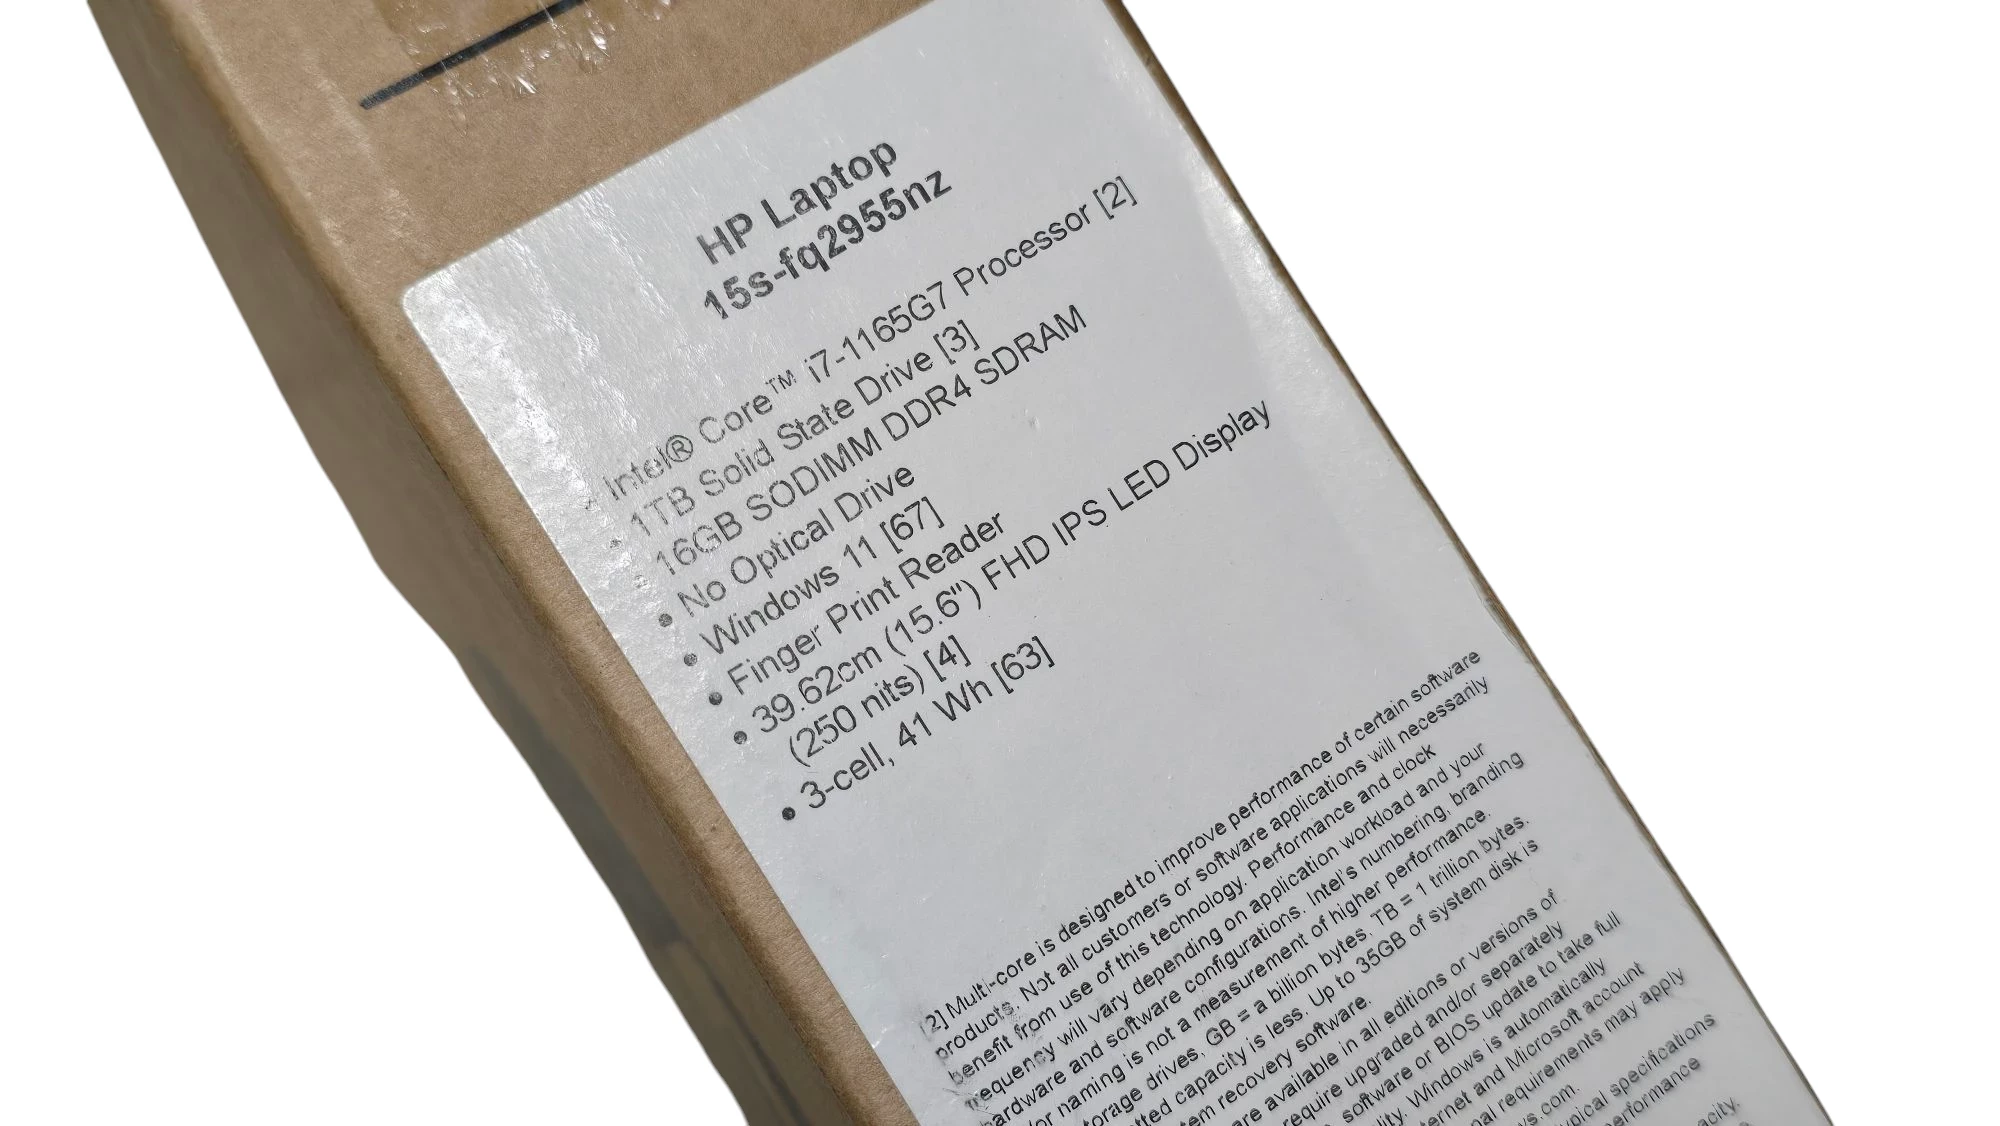 HP Laptop
15s-fq2955nz
Intel® Core™ i7-1165G7 Processor [2]
• 1TB Solid State Drive [3]
• 16GB SODIMM DDR4 SDRAM
• No Optical Drive
• Windows 11 [67]
• Finger Print Reader
• 39.62cm (15.6") FHD IPS LED Display
(250 nits) [4]
• 3-cell, 41 Wh [63]
[2] Multi-core is designed to improve performance of certain software
products. Not all customers or software applications will necessarily
benefit from use of this technology. Performance and clock
frequency will vary depending on application workload and your
hardware and software configurations. Intel's numbering, branding
/or naming is not a measurement of higher performance.
storage drives, GB = a billion bytes. TB = 1 trillion bytes.
capacity is less. Up to 35GB of system disk is
recovery software.
are available in all editions or versions of
require upgraded and/or separately
software or BIOS update to take full
Windows is automatically
and Microsoft account
requirements may apply
specifications
performance
capacity.